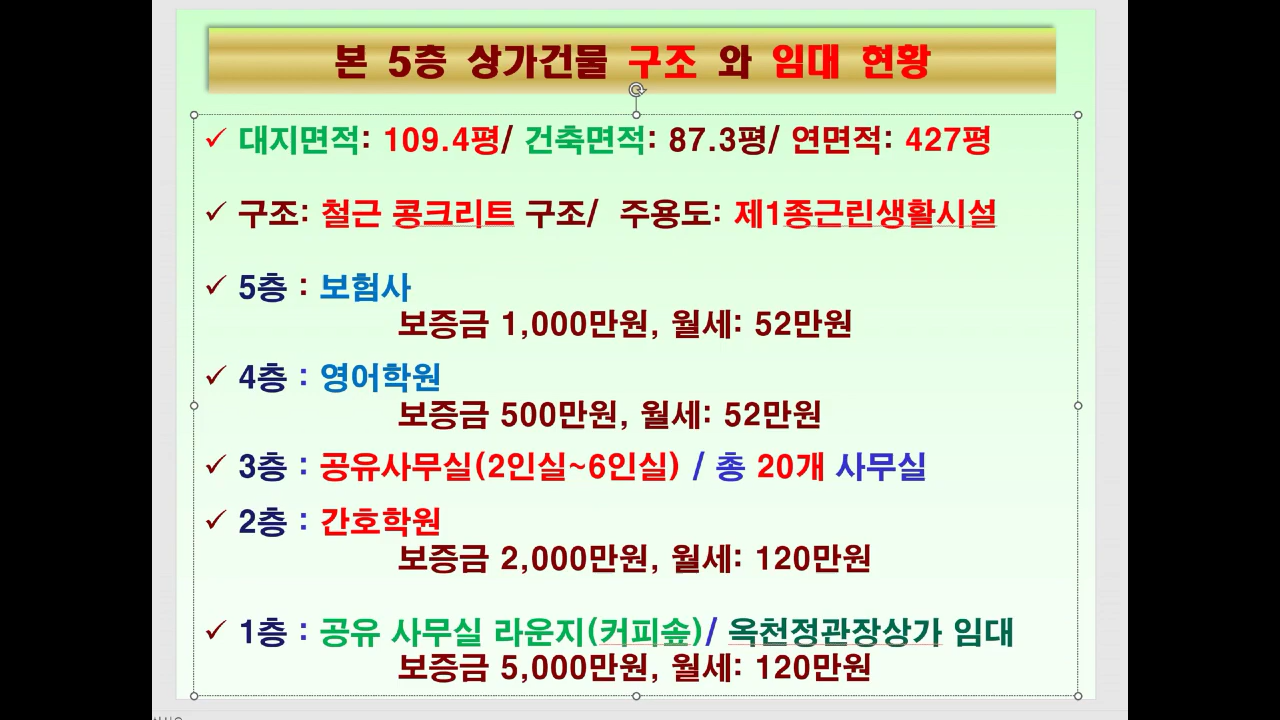 본 5층 상가건물 구조 와 임대 현황
✓ 대지면적: 109.4평/ 건축면적: 87.3평/ 연면적: 427평
✓ 구조: 철근 콩크리트 구조/ 주용도: 제1종근린생활시설
✓ 5층 : 보험사
보증금 1,000만원, 월세: 52만원
✓ 4층 : 영어학원
보증금 500만원, 월세: 52만원
✓ 3층 : 공유사무실(2인실~6인실) / 총 20개 사무실
✓ 2층 : 간호학원
보증금 2,000만원, 월세: 120만원
✓ 1층 : 공유 사무실 라운지(커피숖)/ 옥천정관장상가 임대
보증금 5,000만원, 월세: 120만원